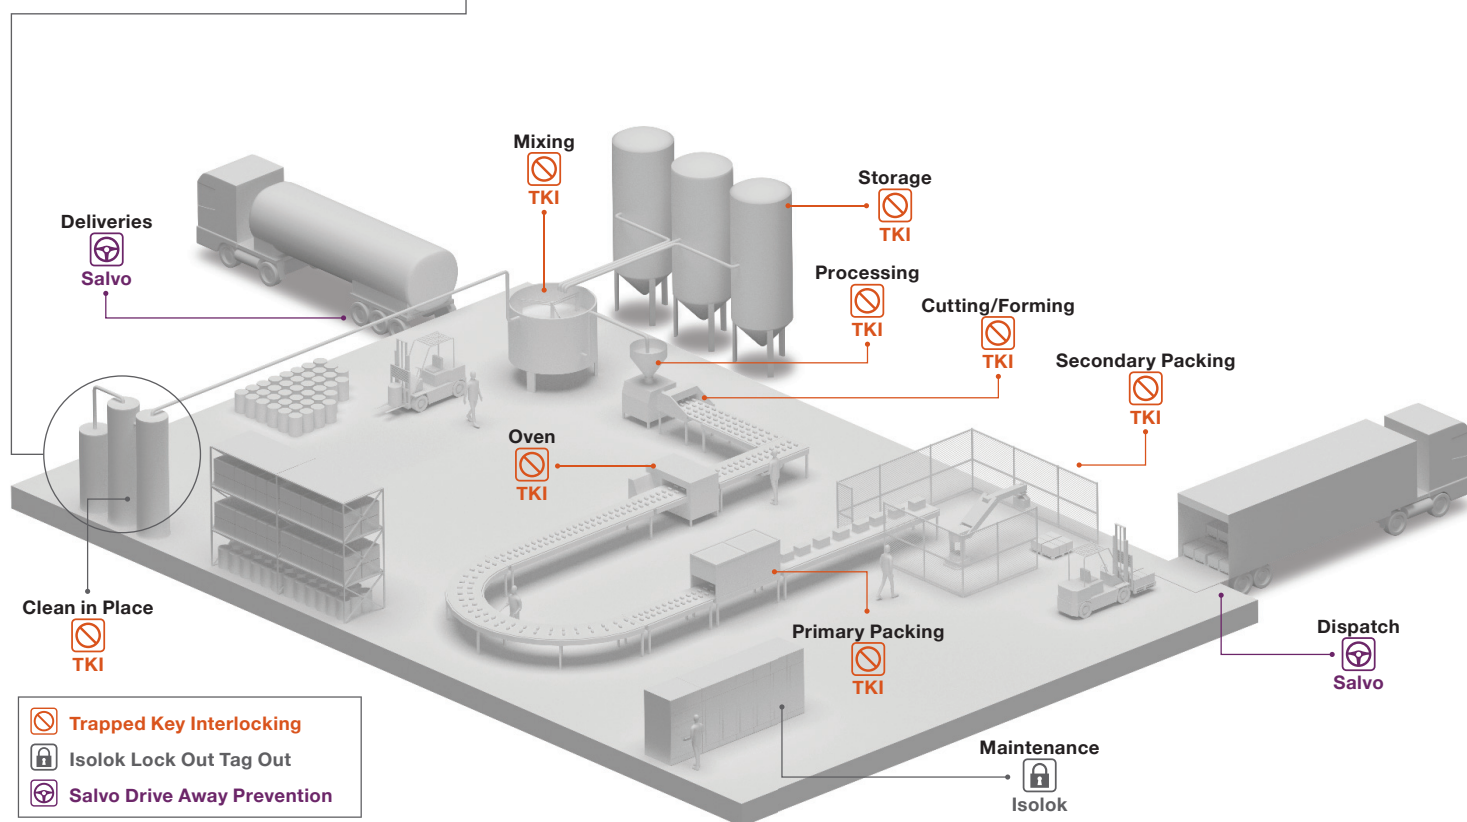 Mixing
TKI
Storage
TKI
Deliveries
Salvo
Processing
TKI
Cutting/Forming
TKI
Secondary Packing
TKI
Oven
TKI
Clean in Place
TKI
Primary Packing
TKI
Dispatch
Salvo
Maintenance
Isolok
Trapped Key Interlocking
Isolok Lock Out Tag Out
Salvo Drive Away Prevention